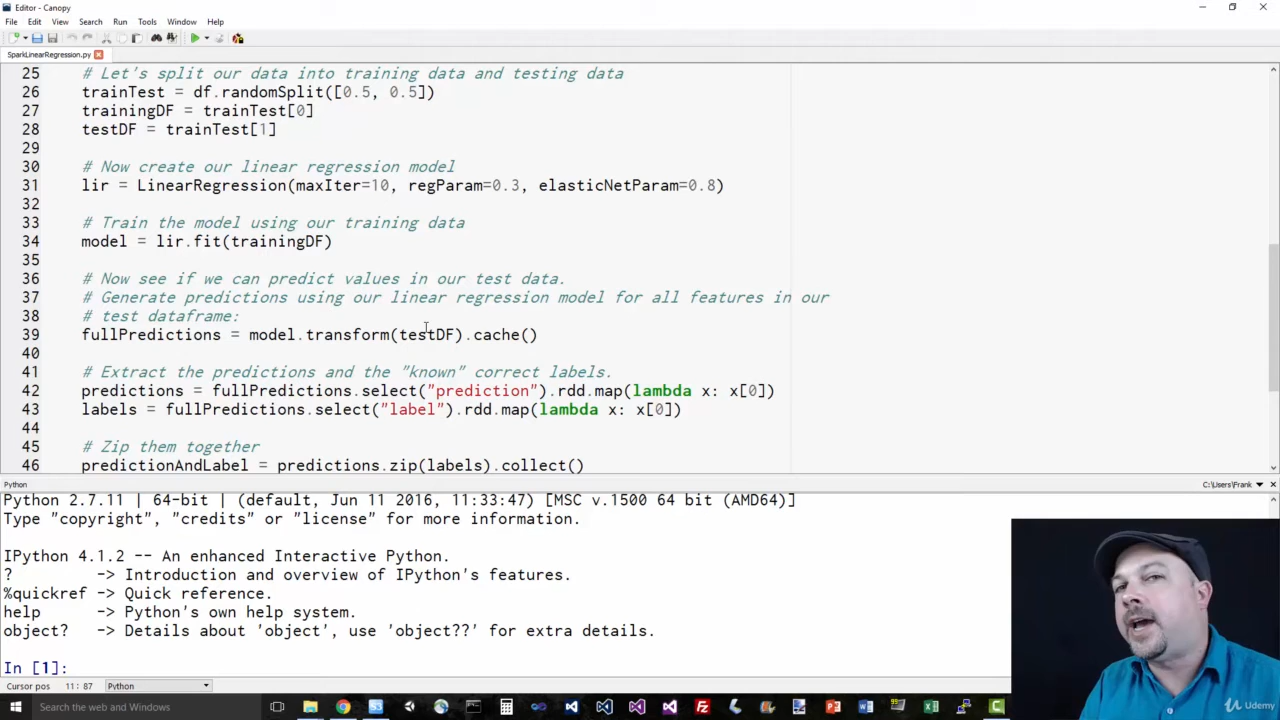 Editor - Canopy
File Edit View Search Run Tools Window Help
SparkLinearRegression.py
25 # Let's split our data into training data and testing data
26 trainTest = df.randomSplit([0.5, 0.5])
27 trainingDF = trainTest[0]
28 testDF = trainTest[1]
29
30 # Now create our linear regression model
31 lir = LinearRegression(maxIter=10, regParam=0.3, elasticNetParam=0.8)
32
33 # Train the model using our training data
34 model = lir.fit(trainingDF)
35
36 # Now see if we can predict values in our test data.
37 # Generate predictions using our linear regression model for all features in our
38 # test dataframe:
39 fullPredictions = model.transform(testDF).cache()
40
41 # Extract the predictions and the "known" correct labels.
42 predictions = fullPredictions.select("prediction").rdd.map(lambda x: x[0])
43 labels = fullPredictions.select("label").rdd.map(lambda x: x[0])
44
45 # Zip them together
46 predictionAndLabel = predictions.zip(labels).collect()
Python C:\Users\Frank
Python 2.7.11 | 64-bit | (default, Jun 11 2016, 11:33:47) [MSC v.1500 64 bit (AMD64)]
Type "copyright", "credits" or "license" for more information.
IPython 4.1.2 -- An enhanced Interactive Python.
? -> Introduction and overview of IPython's features.
%quickref -> Quick reference.
help -> Python's own help system.
object? -> Details about 'object', use 'object??' for extra details.
In [1]:
Cursor pos 11: 87 Python
Search the web and Windows
Udemy